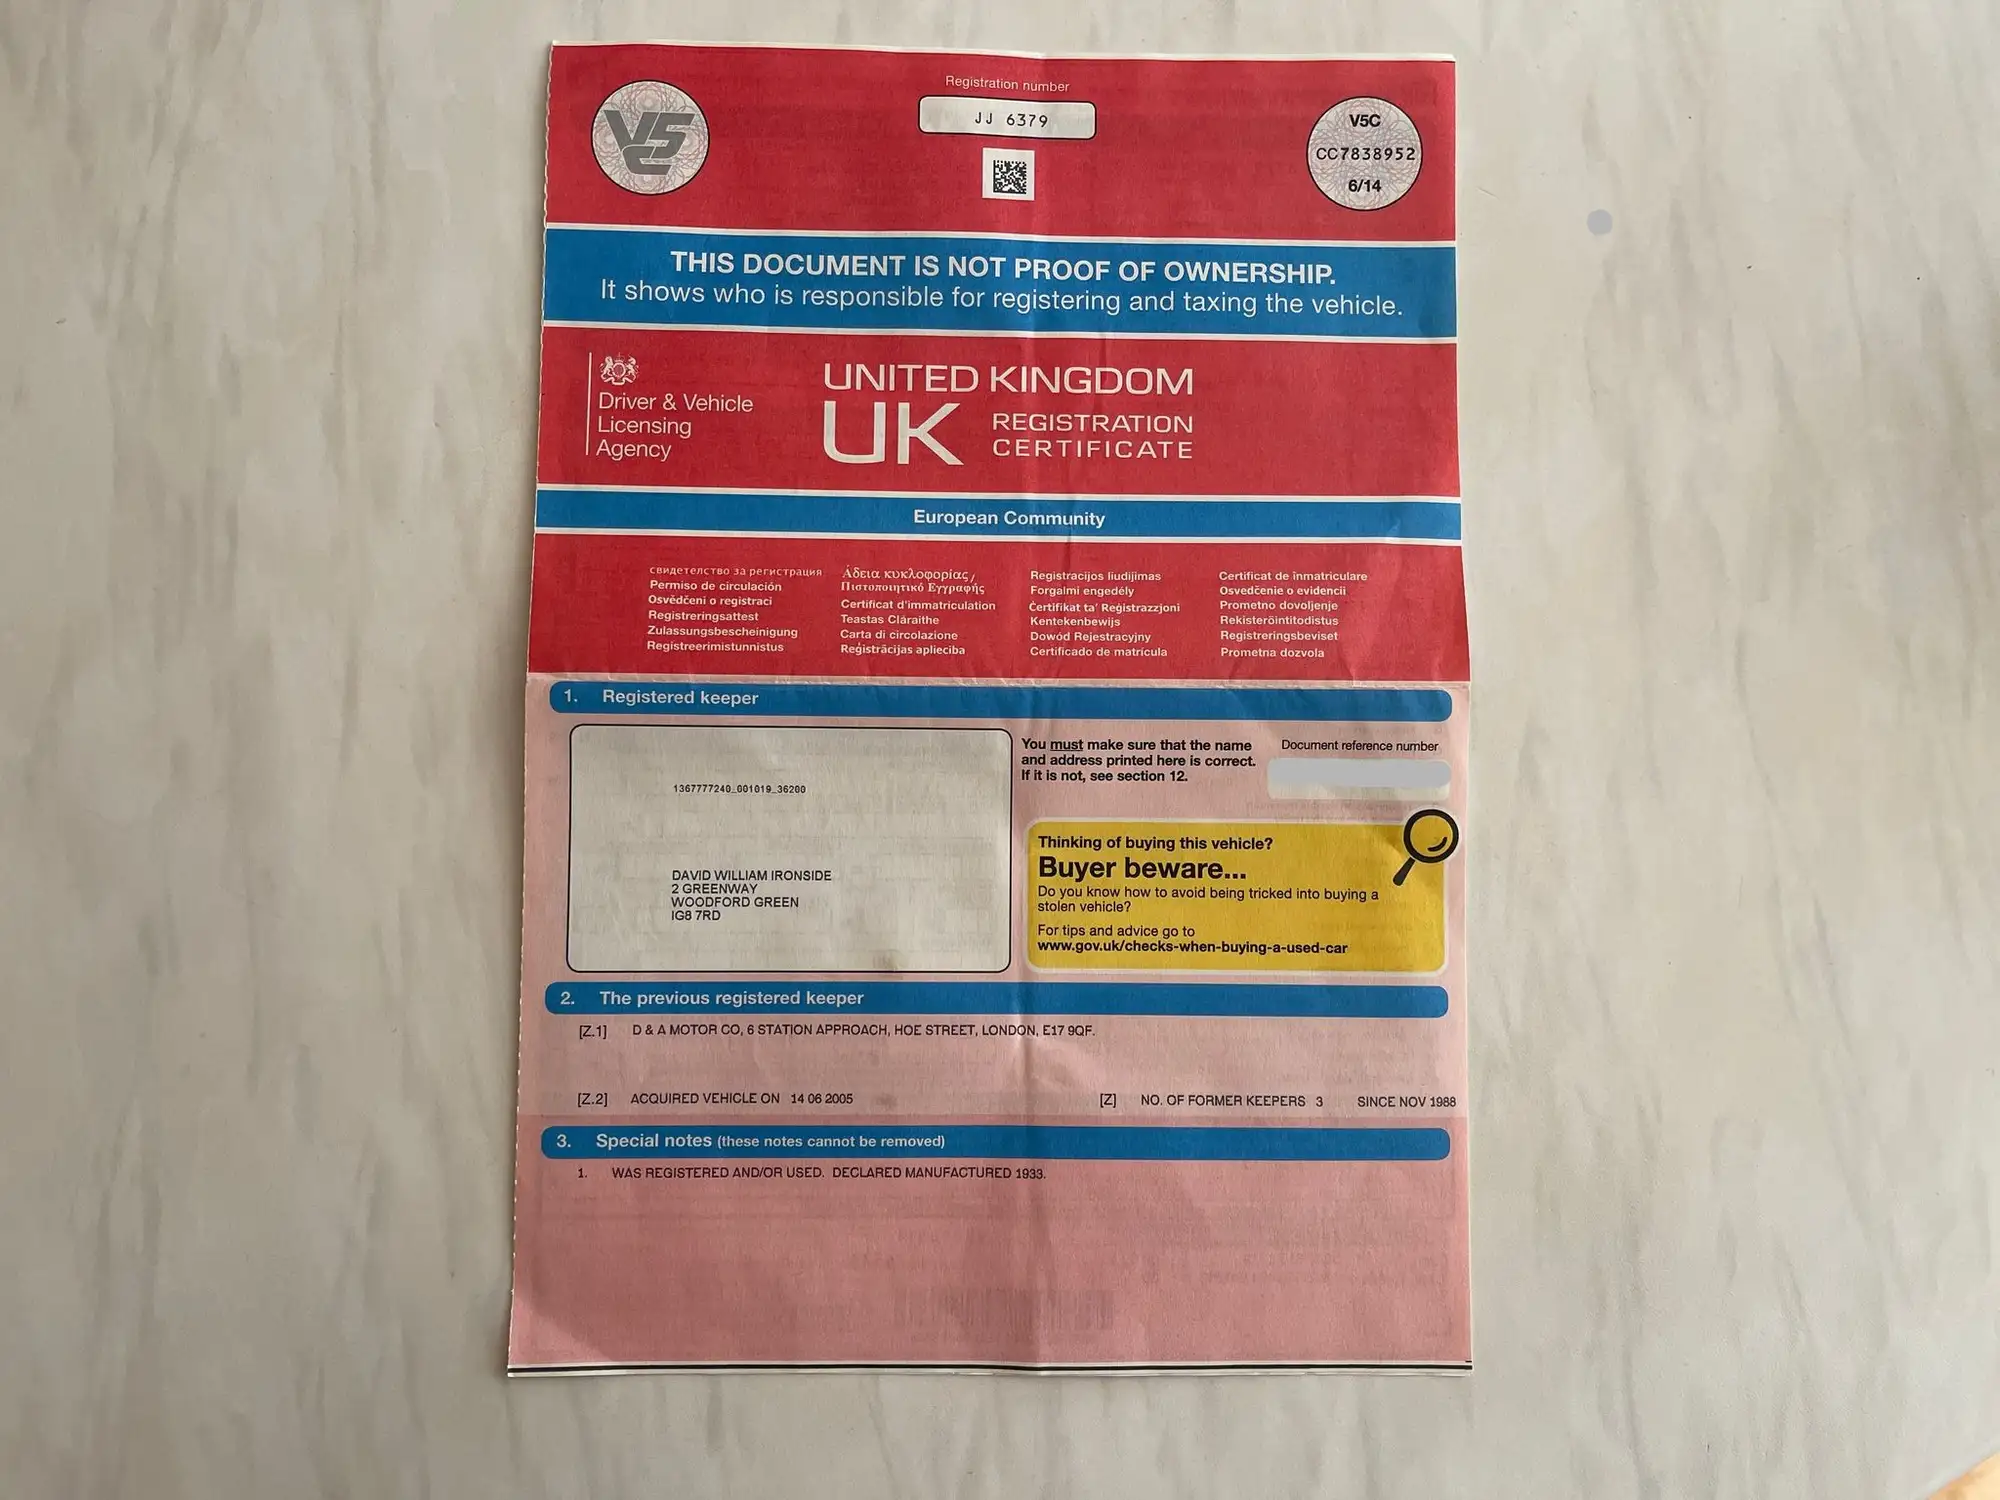 Registration number
JJ 6379
V5C
V5C
CC7838952
6/14
THIS DOCUMENT IS NOT PROOF OF OWNERSHIP.
It shows who is responsible for registering and taxing the vehicle.
Driver & Vehicle
Licensing
Agency
UNITED KINGDOM
UK REGISTRATION
CERTIFICATE
European Community
свидетелство за регистрация
Permiso de circulación
Osvědčení o registraci
Registreringsattest
Zulassungsbescheinigung
Registreerimistunnistus
Άδεια κυκλοφορίας/
Πιστοποιητικό Εγγραφής
Certificat d'immatriculation
Teastas Cláraithe
Carta di circolazione
Reģistrācijas apliecība
Registracijos liudijimas
Forgalmi engedély
Ċertifikat ta' Reġistrazzjoni
Kentekenbewijs
Dowód Rejestracyjny
Certificado de matrícula
Certificat de înmatriculare
Osvedčenie o evidencii
Prometno dovoljenje
Rekisteröintitodistus
Registreringsbeviset
Prometna dozvola
1. Registered keeper
1367777240_001019_36200
DAVID WILLIAM IRONSIDE
2 GREENWAY
WOODFORD GREEN
IG8 7RD
You must make sure that the name
and address printed here is correct.
If it is not, see section 12.
Document reference number
Thinking of buying this vehicle?
Buyer beware...
Do you know how to avoid being tricked into buying a
stolen vehicle?
For tips and advice go to
www.gov.uk/checks-when-buying-a-used-car
2. The previous registered keeper
[Z.1] D & A MOTOR CO, 6 STATION APPROACH, HOE STREET, LONDON, E17 9QF.
[Z.2] ACQUIRED VEHICLE ON 14 06 2005 [Z] NO. OF FORMER KEEPERS 3 SINCE NOV 1988
3. Special notes (these notes cannot be removed)
1. WAS REGISTERED AND/OR USED. DECLARED MANUFACTURED 1933.